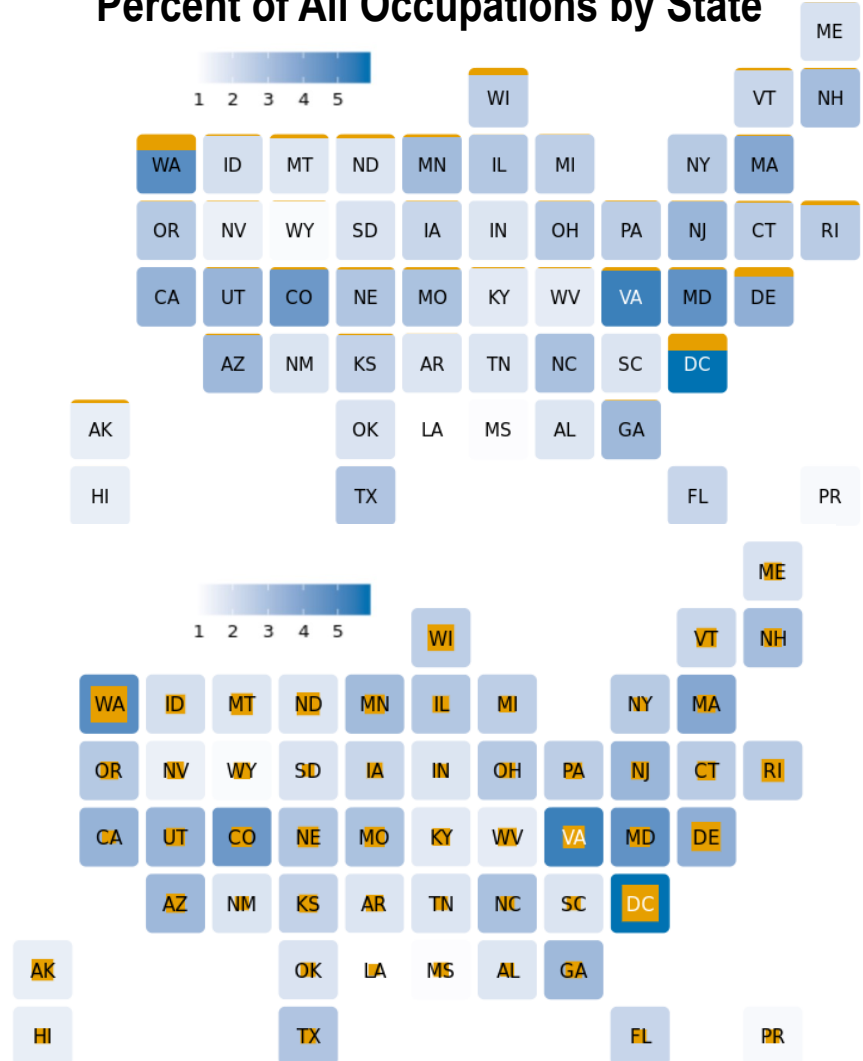 Percent of All Occupations by State
ME
1 2 3 4 5
WI VT NH
WA ID MT ND MN IL MI NY MA
OR NV WY SD IA IN OH PA NJ CT RI
CA UT CO NE MO KY WV VA MD DE
AZ NM KS AR TN NC SC DC
AK OK LA MS AL GA
HI TX FL PR
ME
1 2 3 4 5
WI VT NH
WA ID MT ND MN IL MI NY MA
OR NV WY SD IA IN OH PA NJ CT RI
CA UT CO NE MO KY WV VA MD DE
AZ NM KS AR TN NC SC DC
AK OK LA MS AL GA
HI TX FL PR